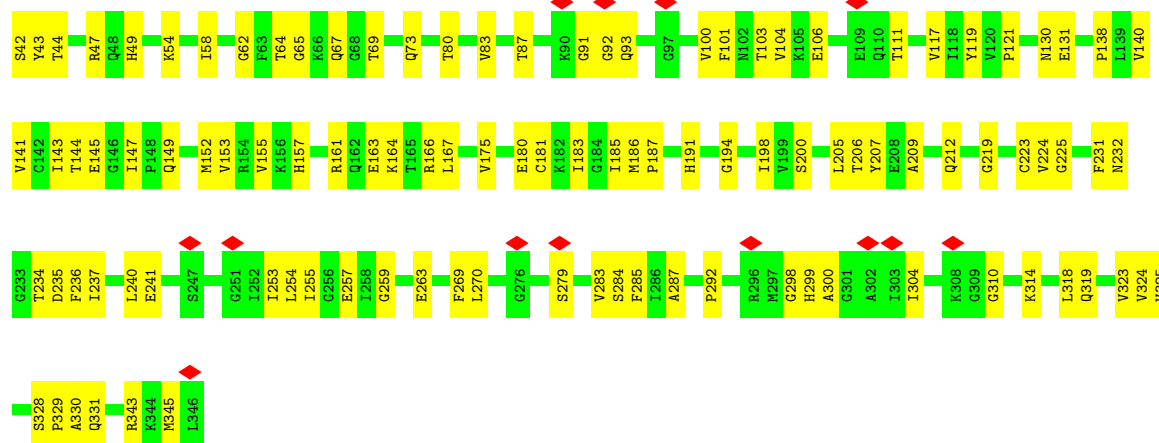 S42 Y43 T44 R47 Q48 H49 K54 I58 G62 F63 T64 G65 K66 Q67 G68 T69 Q73 T80 V83 T87 K90 G91 G92 Q93 G97 V100 F101 N102 T103 V104 K105 E106 E109 Q110 T111 V117 I118 Y119 V120 P121 N130 E131 P138 L139 V140
V141 C142 I143 T144 E145 G146 I147 P148 Q149 M152 V153 R154 V155 K156 H157 R161 Q162 E163 K164 T165 R166 L167 V175 E180 C181 K182 I183 G184 I185 M186 P187 H191 G194 I198 V199 S200 L205 T206 Y207 E208 A209 Q212 G219 C223 V224 G225 F231 N232
G233 T234 D235 F236 I237 L240 E241 S247 G251 I252 I253 L254 I255 G256 E257 I258 G259 E263 F269 L270 G276 S279 V283 S284 F285 I286 A287 P292 R296 M297 G298 H299 A300 G301 A302 I303 I304 K308 G309 G310 K314 L318 Q319 V323 V324
S328 P329 A330 Q331 R343 K344 M345 L346